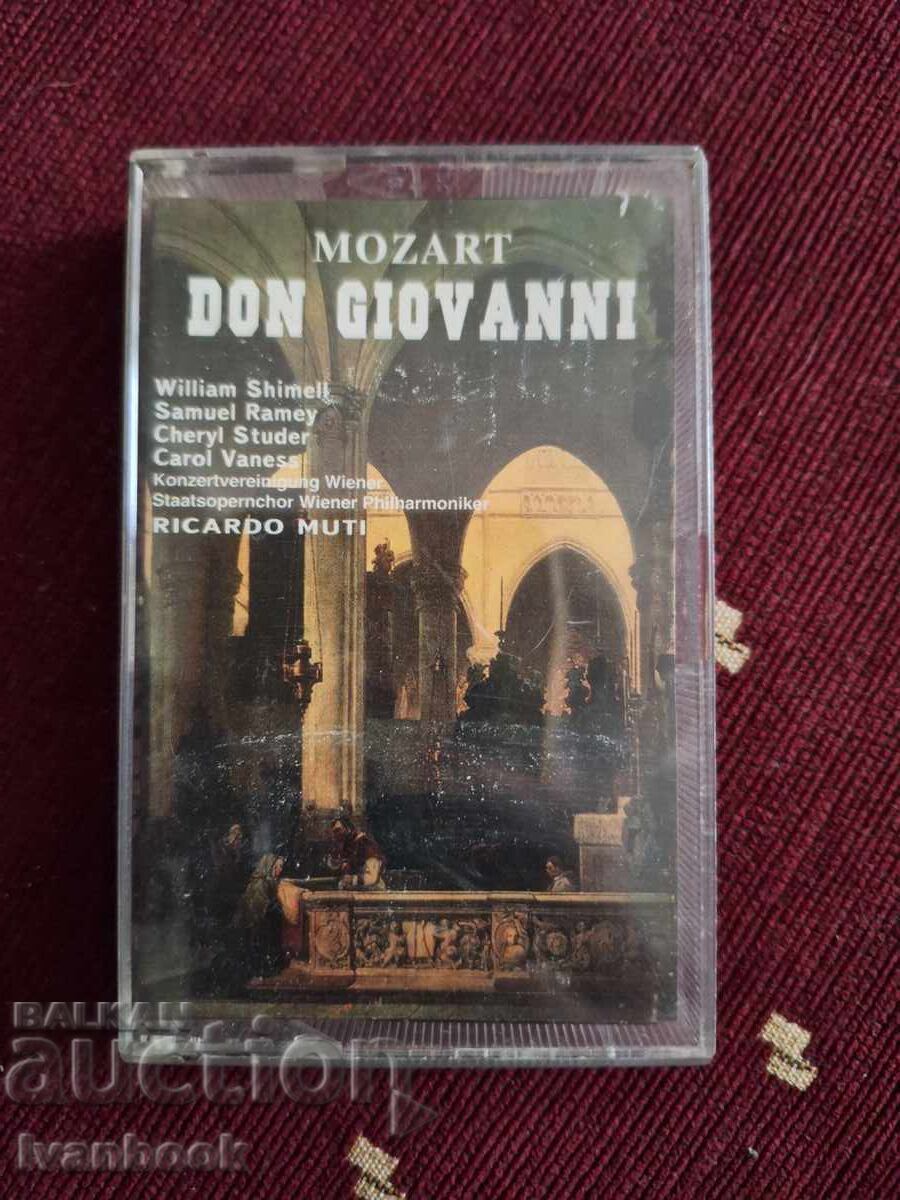 MOZART
DON GIOVANNI
William Shimell
Samuel Ramey
Cheryl Studer
Carol Vaness
Konzertvereinigung Wiener
Staatsopernchor Wiener Philharmoniker
RICARDO MUTI
BALKAN
auction
Ivanbook